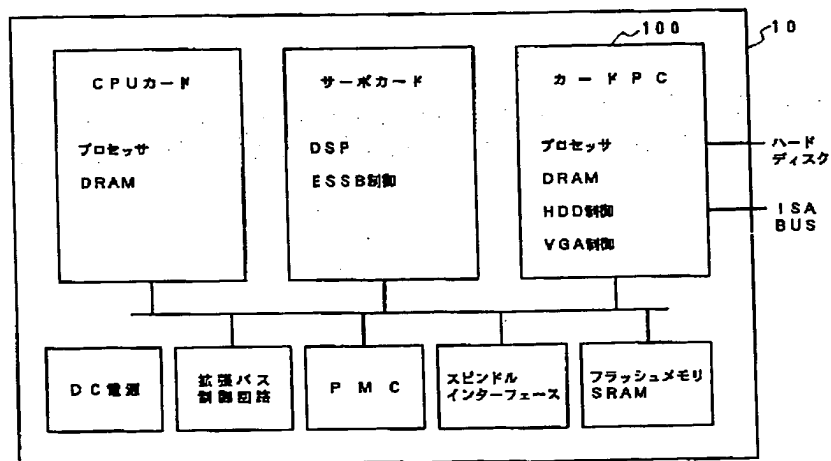 100
10
CPUカード
プロセッサ
DRAM
サーボカード
DSP
ESSB制御
カードPC
プロセッサ
DRAM
HDD制御
VGA制御
ハード
ディスク
ISA
BUS
DC電源
拡張バス
制御回路
PMC
スピンドル
インターフェース
フラッシュメモリ
SRAM